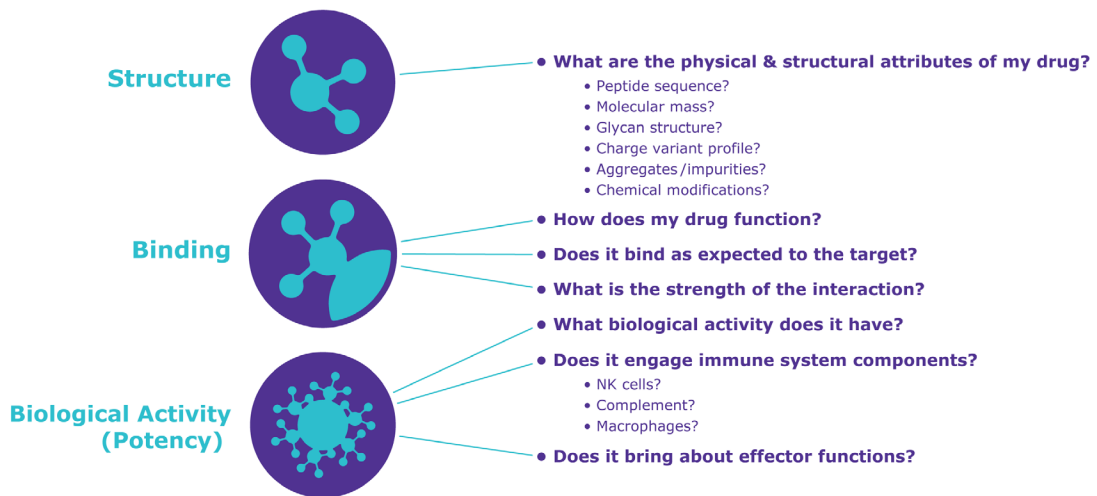 Structure
• What are the physical & structural attributes of my drug?
• Peptide sequence?
• Molecular mass?
• Glycan structure?
• Charge variant profile?
• Aggregates/impurities?
• Chemical modifications?
Binding
• How does my drug function?
• Does it bind as expected to the target?
• What is the strength of the interaction?
Biological Activity
(Potency)
• What biological activity does it have?
• Does it engage immune system components?
• NK cells?
• Complement?
• Macrophages?
• Does it bring about effector functions?